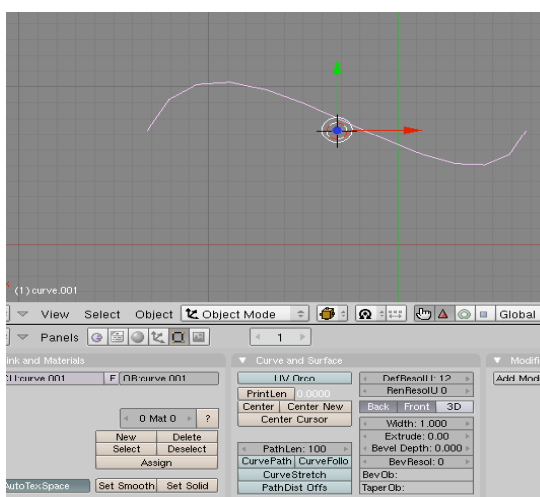 (1) curve.001
View Select Object Object Mode Global
Panels 1
ink and Materials Curve and Surface Modifi
CU:curve.001 F OB:curve.001 UV Orco DefResolU: 12 Add Mod
PrintLen 0.0000 RenResolU 0
Center Center New Back Front 3D
0 Mat 0 ? Center Cursor Width: 1.000
New Delete Extrude: 0.00
Select Deselect PathLen: 100 Bevel Depth: 0.000
Assign CurvePath CurveFollo BevResol: 0
CurveStretch BevOb:
AutoTexSpace Set Smooth Set Solid PathDist Offs TaperOb: